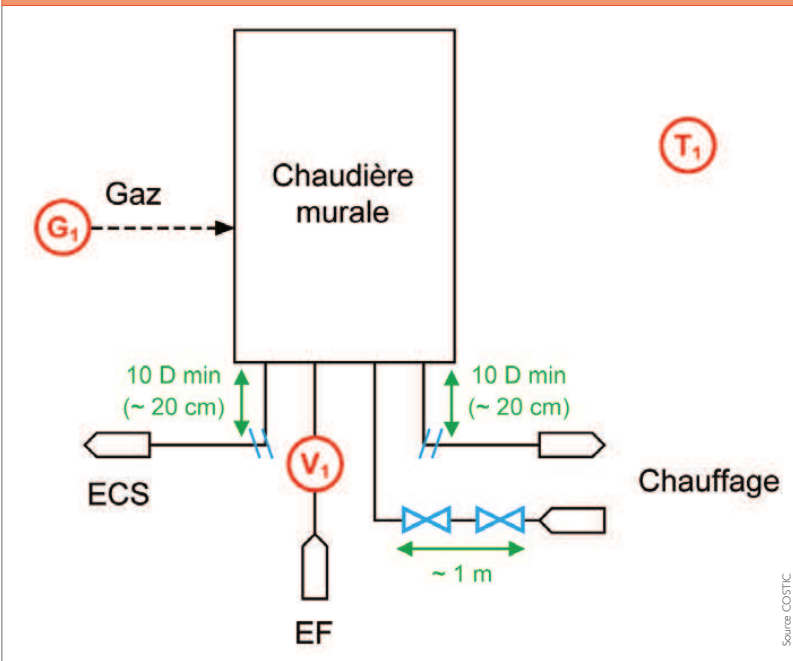 Chaudière
murale
T1
Gaz
G1
10 D min
(~ 20 cm)
10 D min
(~ 20 cm)
V1
ECS
Chauffage
~ 1 m
EF
Source COSTIC